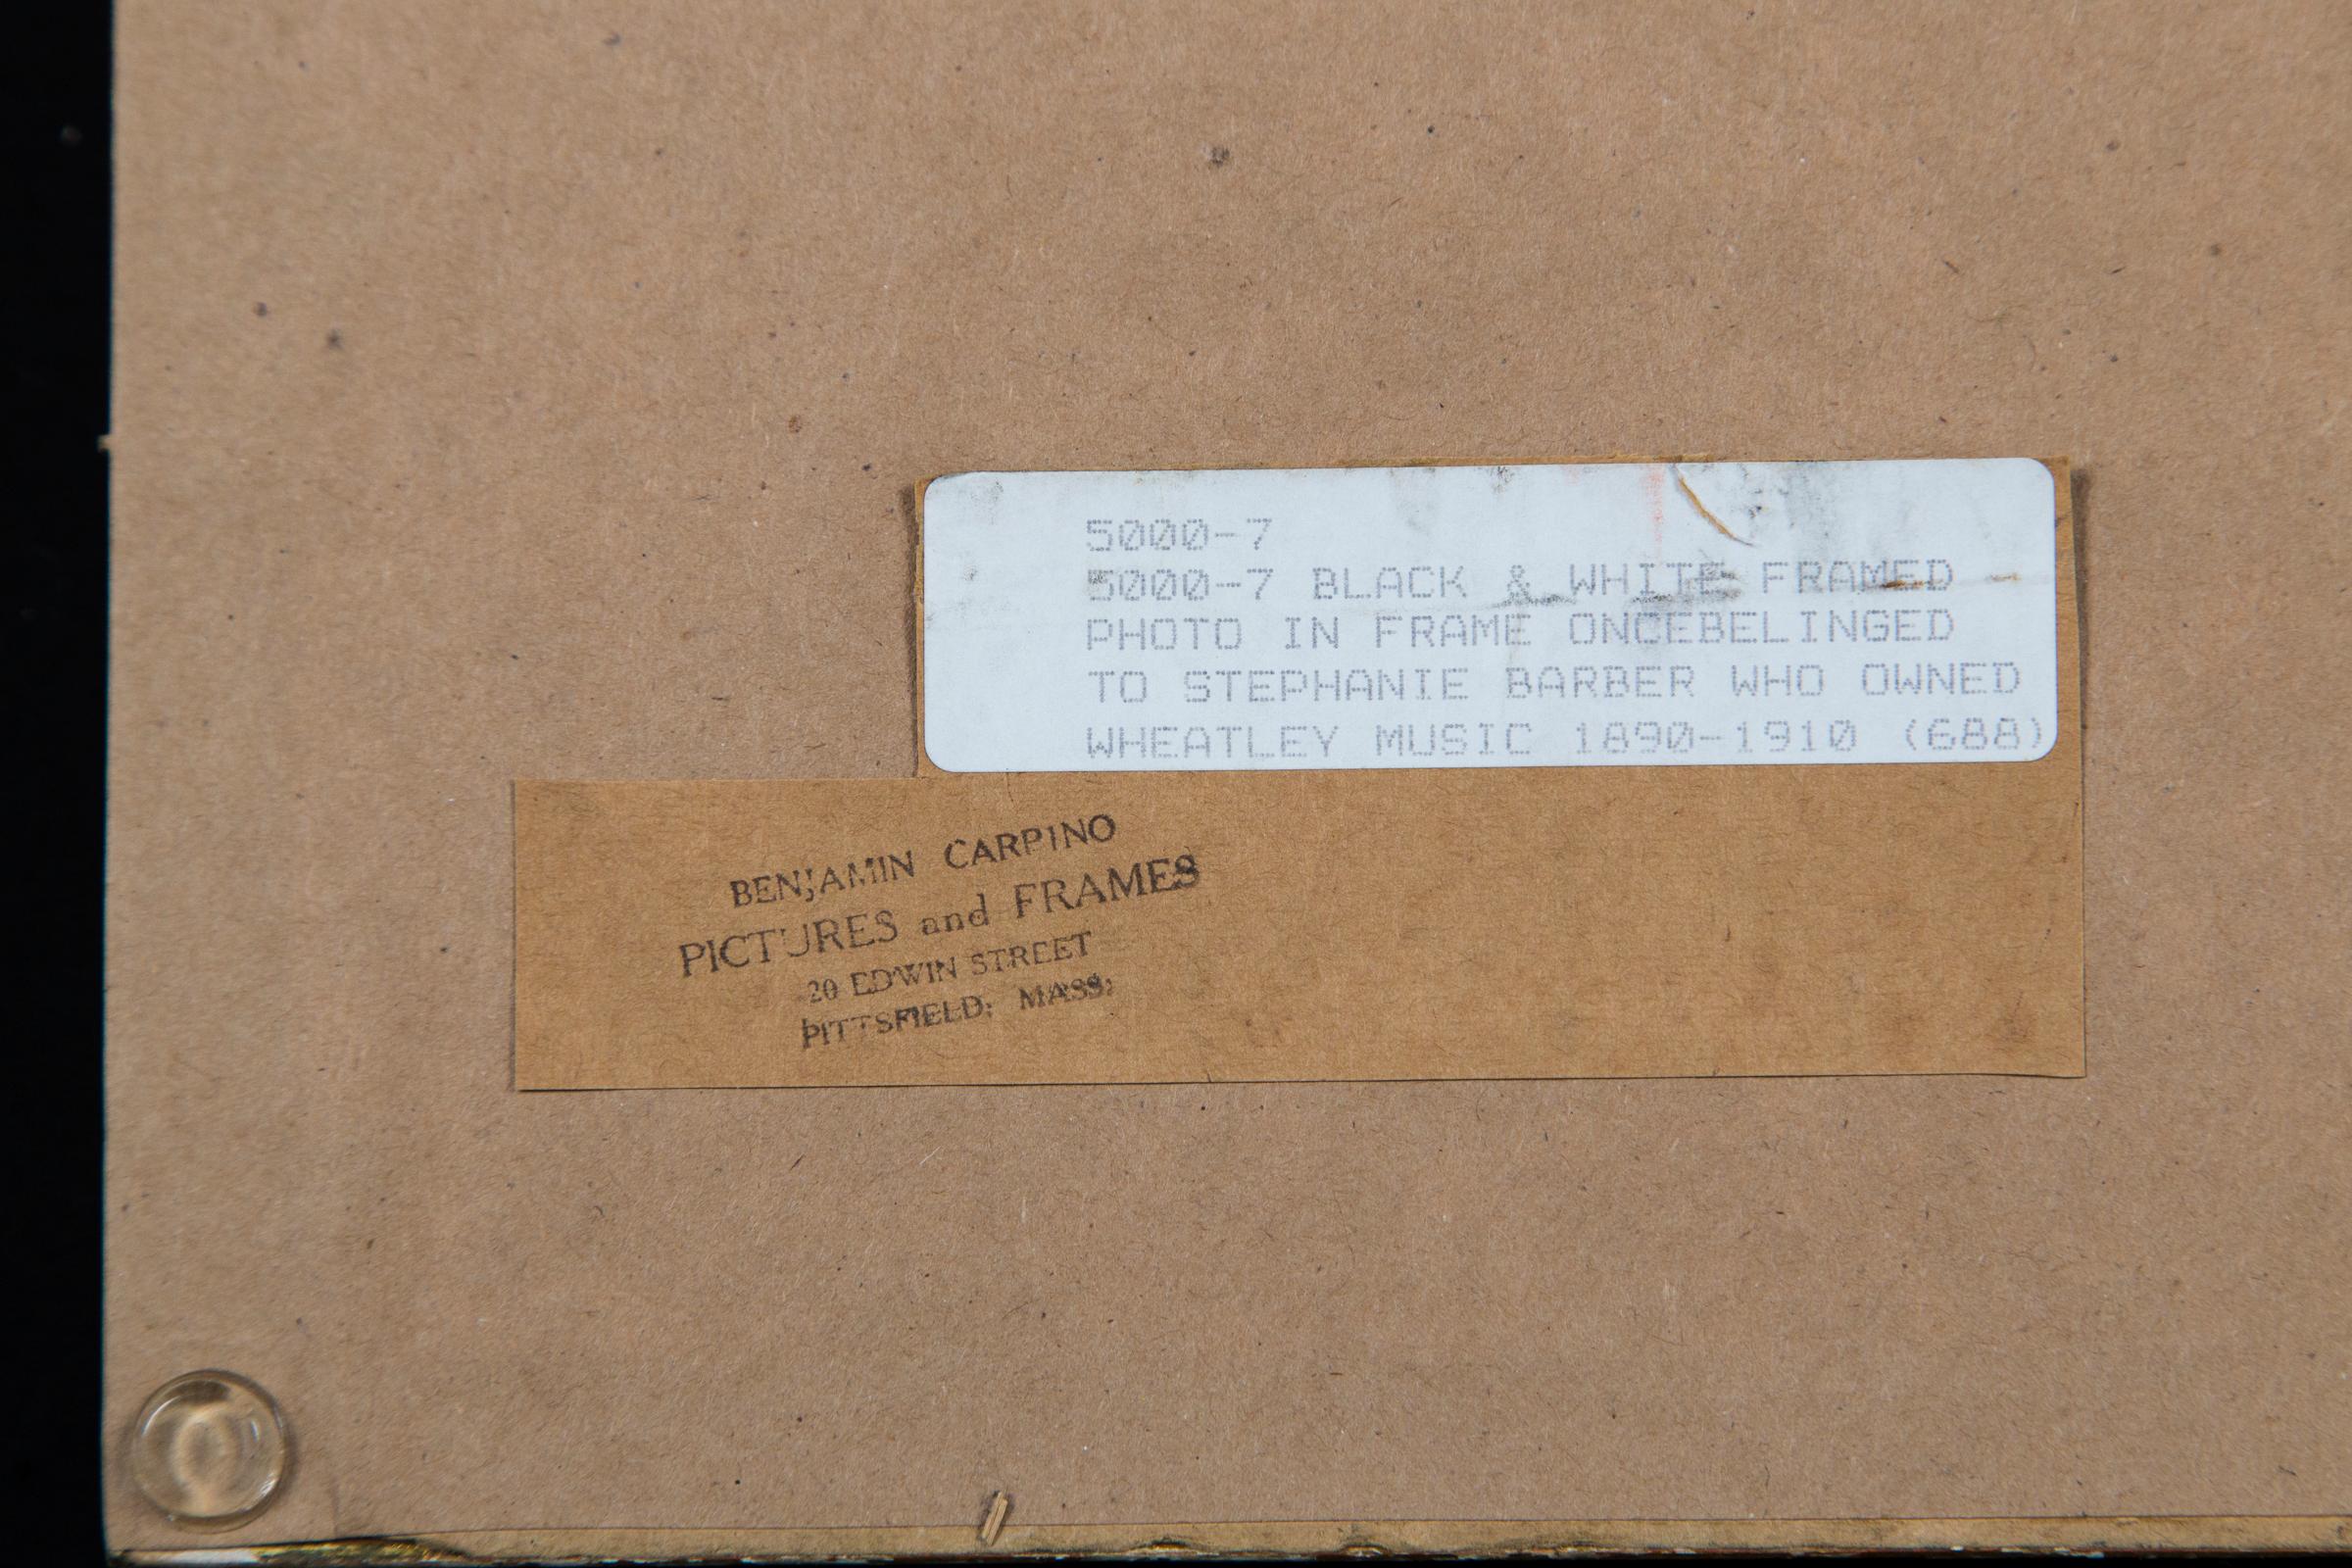 5000-7
5000-7 BLACK & WHITE FRAMED
PHOTO IN FRAME ONCEBELINGED
TO STEPHANIE BARBER WHO OWNED
WHEATLEY MUSIC 1890-1910 (688)
BENJAMIN CARPINO
PICTURES and FRAMES
20 EDWIN STREET
PITTSFIELD, MASS.